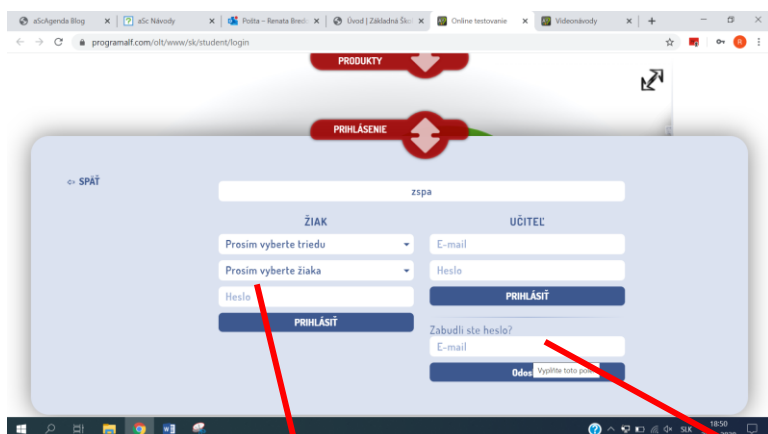 aScAgenda Blog
aSc Návody
Pošta – Renata Bred
Úvod | Základná Ško
Online testovanie
Videonávody
programalf.com/olt/www/sk/student/login
PRODUKTY
PRIHLÁSENIE
⇦ SPÄŤ
zspa
ŽIAK
UČITEĽ
Prosím vyberte triedu
E-mail
Prosím vyberte žiaka
Heslo
Heslo
PRIHLÁSIŤ
PRIHLÁSIŤ
Zabudli ste heslo?
E-mail
Odos
Vyplňte toto pole
SLK
18:50